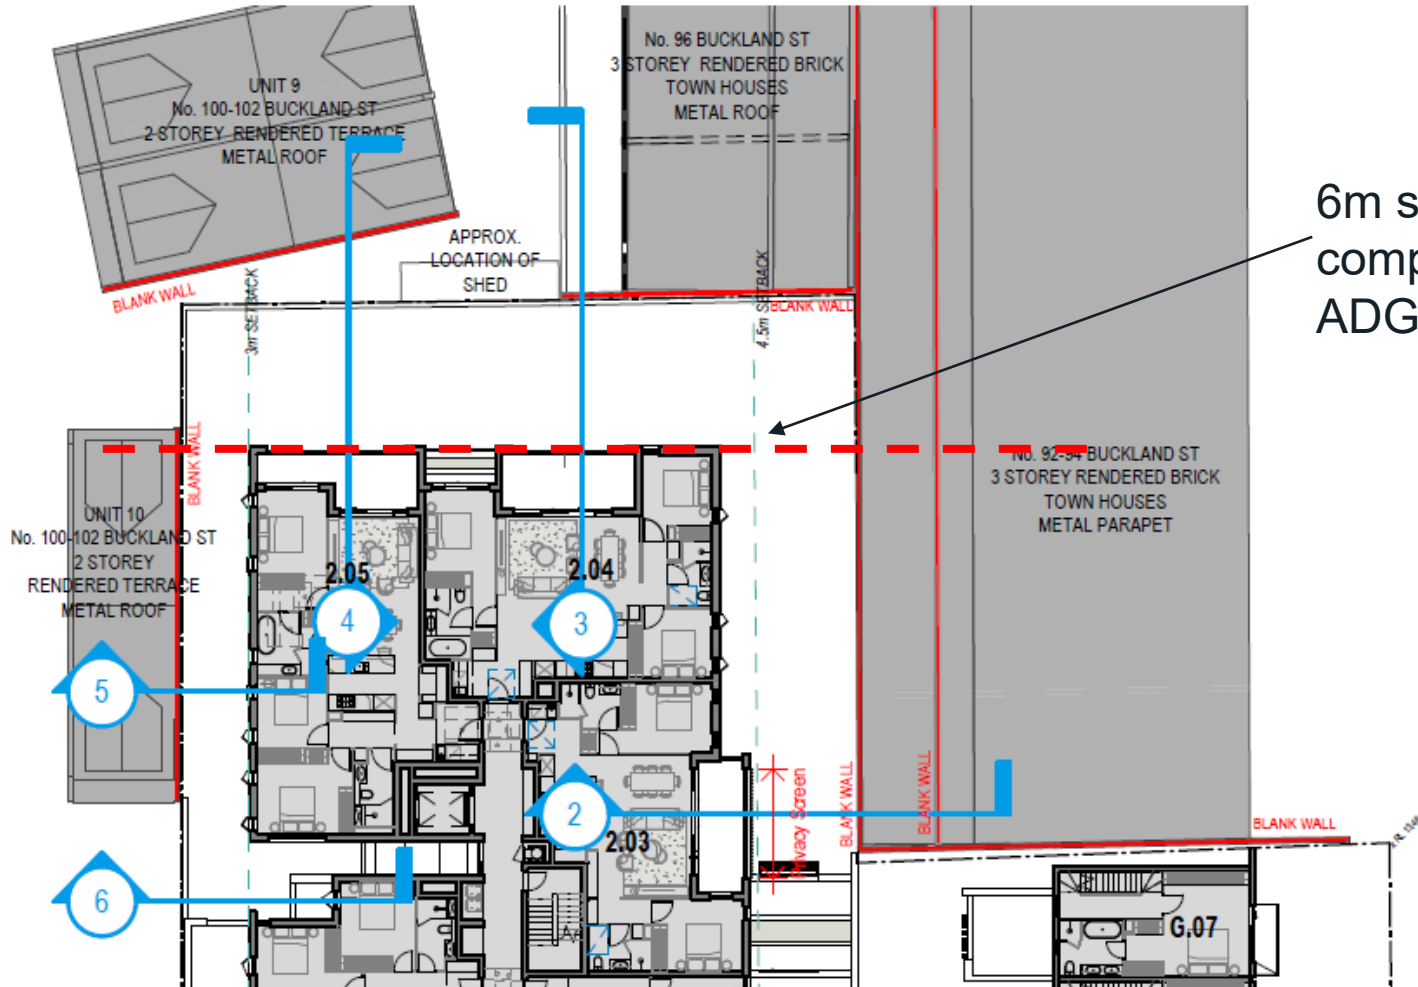 UNIT 9
No. 100-102 BUCKLAND ST
2 STOREY RENDERED TERRACE
METAL ROOF
No. 96 BUCKLAND ST
3 STOREY RENDERED BRICK
TOWN HOUSES
METAL ROOF
6m s
comp
ADG
APPROX.
LOCATION OF
SHED
BLANK WALL
3m SETBACK
4.5m SETBACK
BLANK WALL
BLANK WALL
No. 92-94 BUCKLAND ST
3 STOREY RENDERED BRICK
TOWN HOUSES
METAL PARAPET
UNIT 10
No. 100-102 BUCKLAND ST
2 STOREY
RENDERED TERRACE
METAL ROOF
2.05
2.04
4
3
5
2
2.03
Privacy Screen
BLANK WALL
BLANK WALL
BLANK WALL
6
G.07